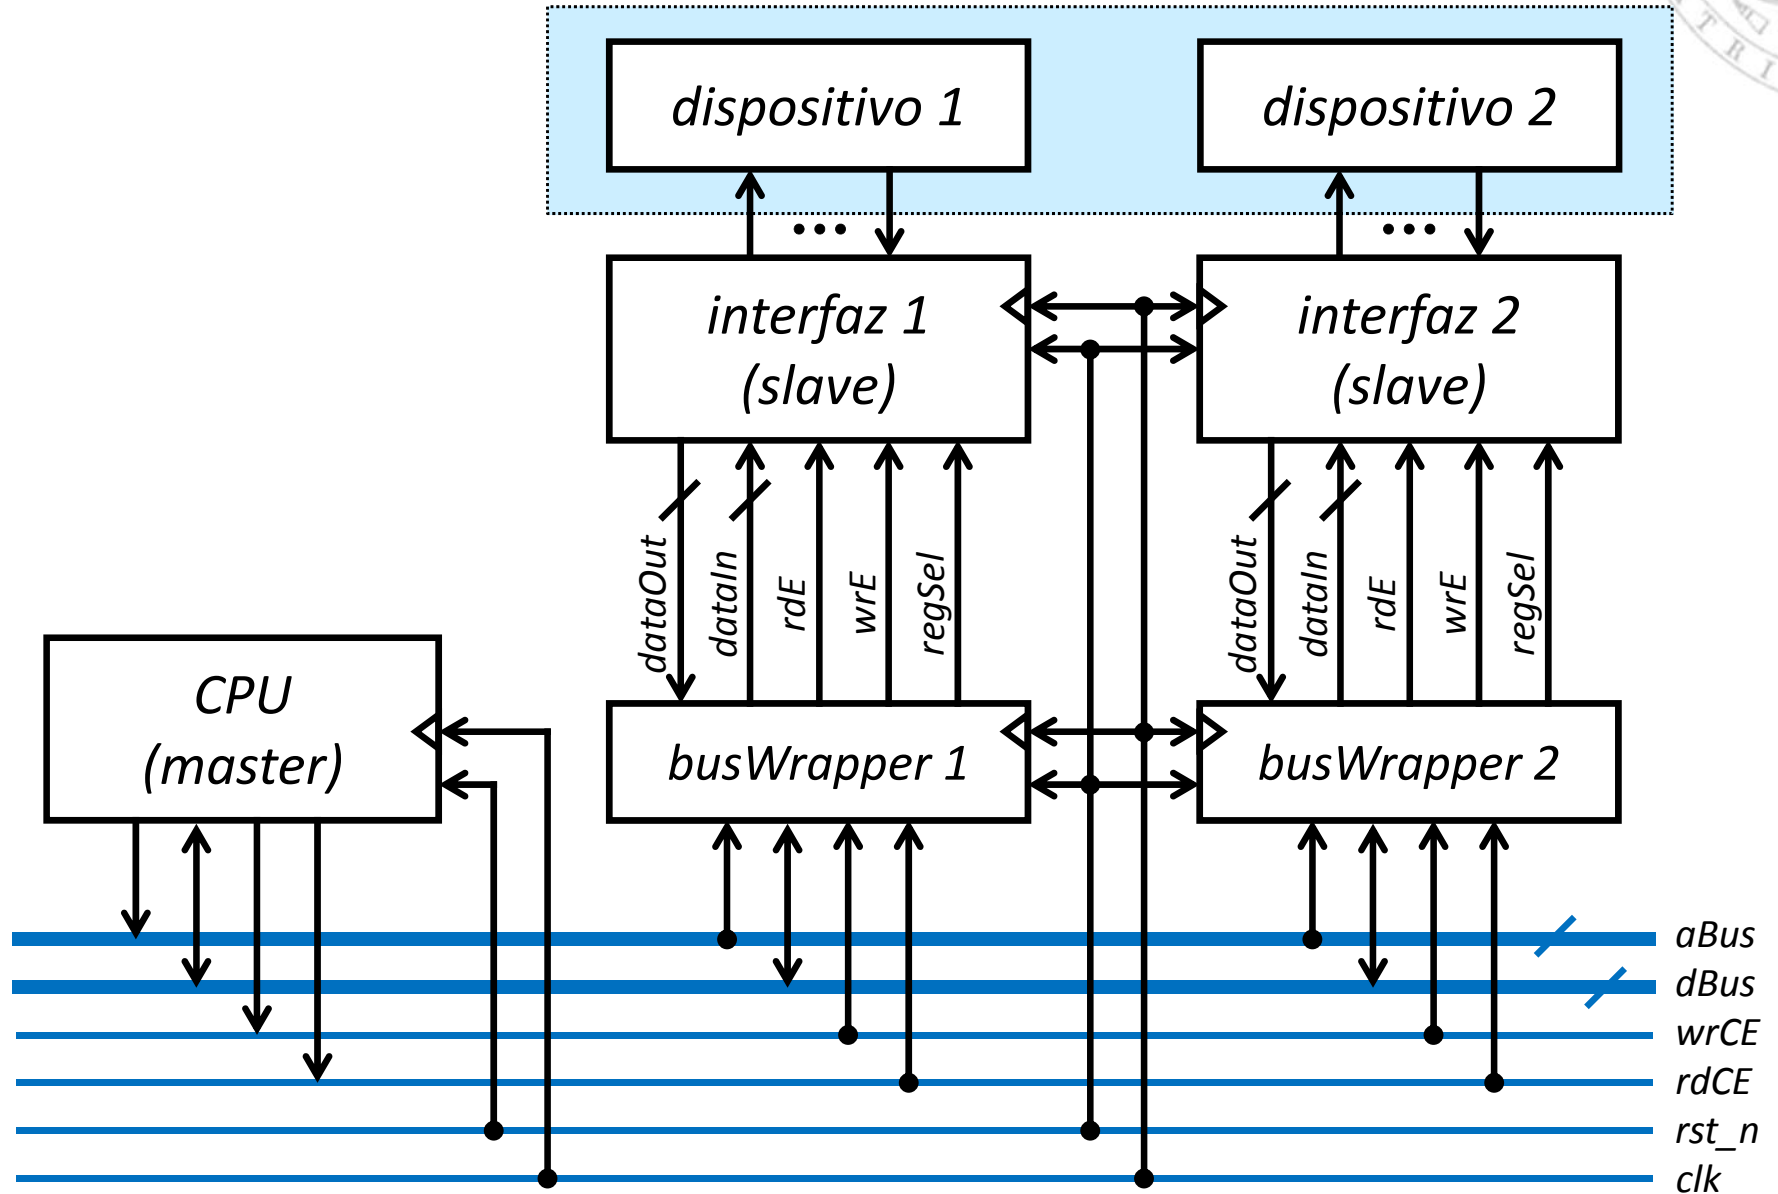 dispositivo 1
dispositivo 2
interfaz 1
(slave)
interfaz 2
(slave)
dataOut
dataIn
rdE
wrE
regSel
dataOut
dataIn
rdE
wrE
regSel
CPU
(master)
busWrapper 1
busWrapper 2
aBus
dBus
wrCE
rdCE
rst_n
clk
T R I